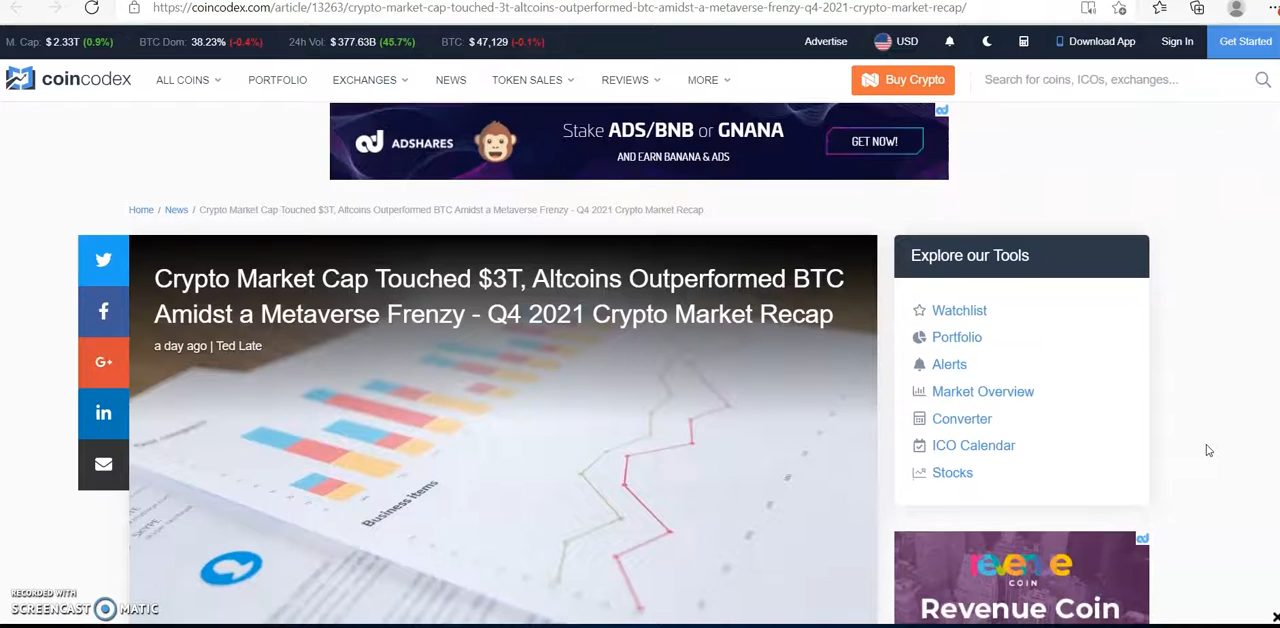 https://coincodex.com/article/13263/crypto-market-cap-touched-3t-altcoins-outperformed-btc-amidst-a-metaverse-frenzy-q4-2021-crypto-market-recap/
M. Cap: $2.33T (0.9%) BTC Dom: 38.23% (-0.4%) 24h Vol: $377.63B (45.7%) BTC: $47,129 (-0.1%) Advertise USD Download App Sign In Get Started
coincodex ALL COINS PORTFOLIO EXCHANGES NEWS TOKEN SALES REVIEWS MORE Buy Crypto Search for coins, ICOs, exchanges...
ADSHARES
Stake ADS/BNB or GNANA
AND EARN BANANA & ADS
GET NOW!
Home / News / Crypto Market Cap Touched $3T, Altcoins Outperformed BTC Amidst a Metaverse Frenzy - Q4 2021 Crypto Market Recap
Crypto Market Cap Touched $3T, Altcoins Outperformed BTC
Amidst a Metaverse Frenzy - Q4 2021 Crypto Market Recap
a day ago | Ted Late
G+
in
Business items
Explore our Tools
Watchlist
Portfolio
Alerts
Market Overview
Converter
ICO Calendar
Stocks
revenue
COIN
Revenue Coin
RECORDED WITH
SCREENCAST MATIC